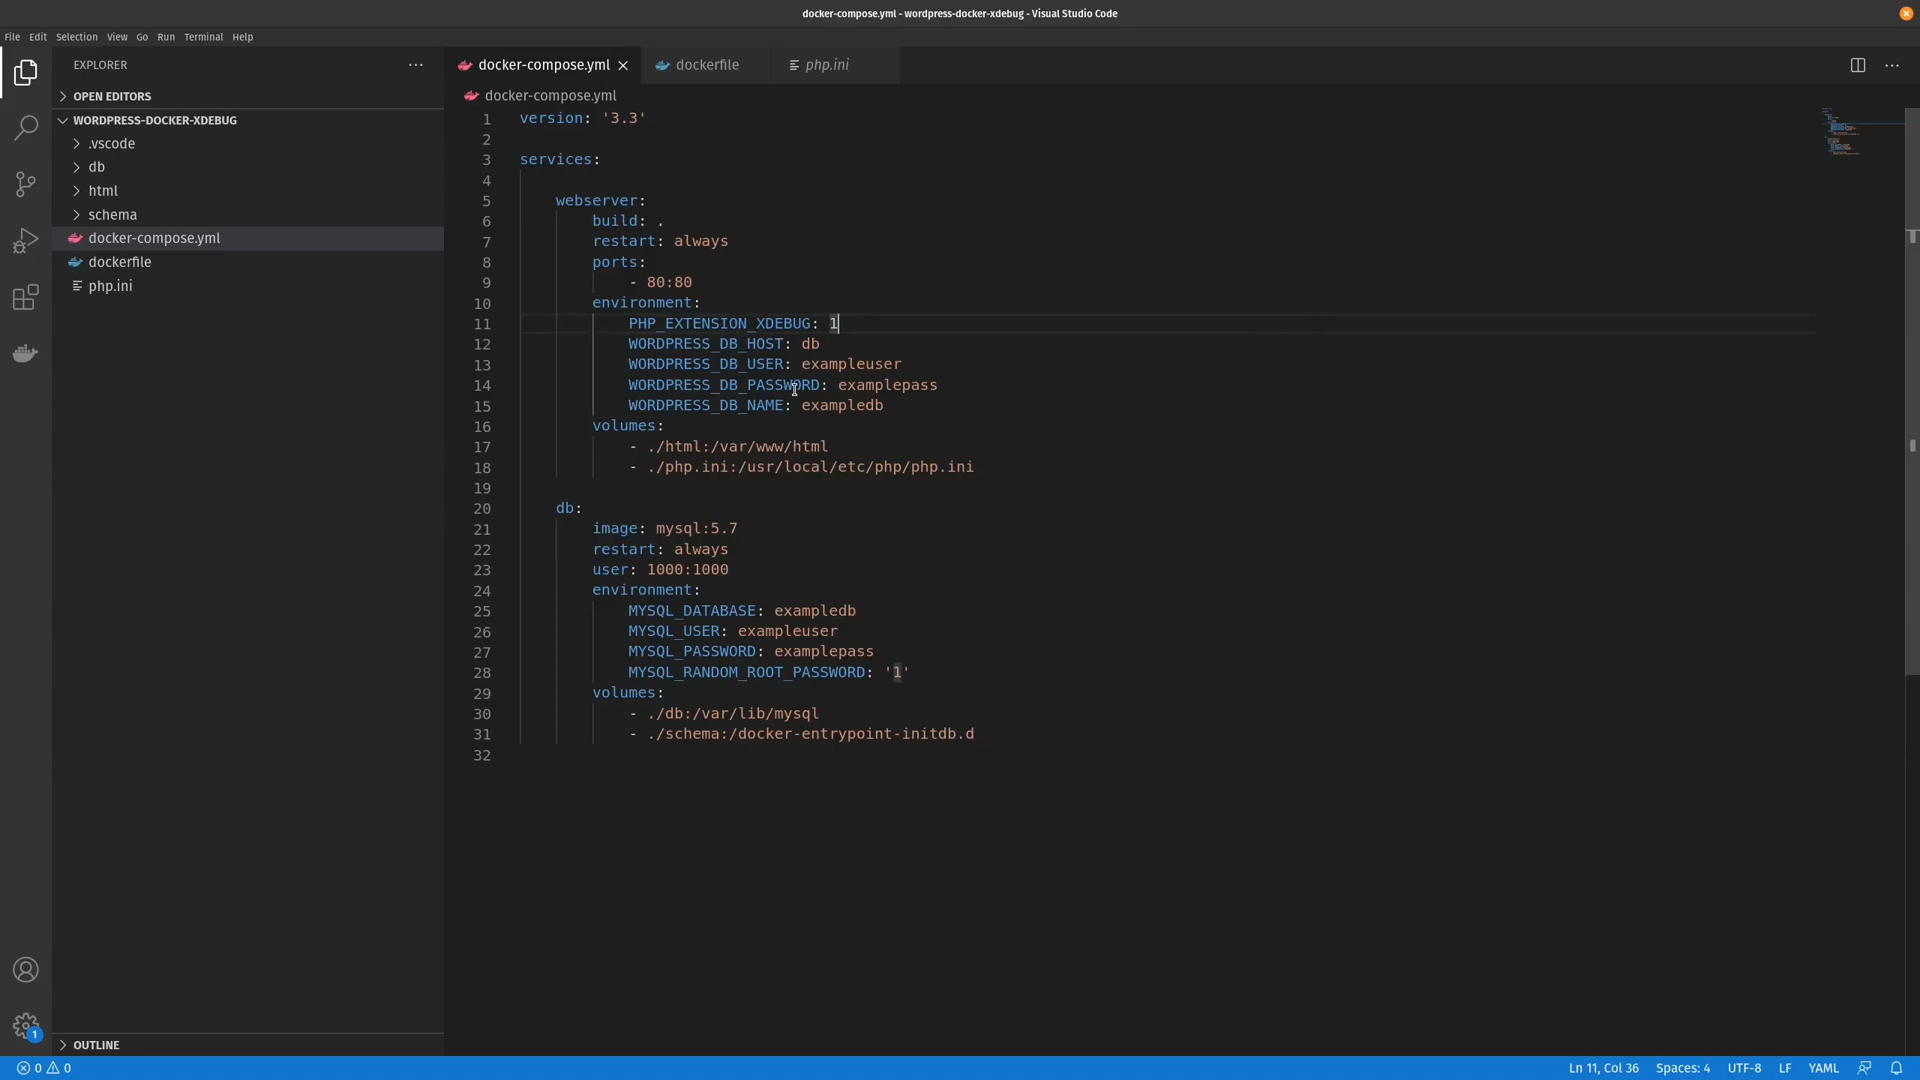 docker-compose.yml - wordpress-docker-xdebug - Visual Studio Code
File Edit Selection View Go Run Terminal Help
EXPLORER
OPEN EDITORS
WORDPRESS-DOCKER-XDEBUG
.vscode
db
html
schema
docker-compose.yml
dockerfile
php.ini
OUTLINE
docker-compose.yml dockerfile php.ini
docker-compose.yml
1 version: '3.3'
2
3 services:
4
5 webserver:
6 build: .
7 restart: always
8 ports:
9 - 80:80
10 environment:
11 PHP_EXTENSION_XDEBUG: 1
12 WORDPRESS_DB_HOST: db
13 WORDPRESS_DB_USER: exampleuser
14 WORDPRESS_DB_PASSWORD: examplepass
15 WORDPRESS_DB_NAME: exampledb
16 volumes:
17 - ./html:/var/www/html
18 - ./php.ini:/usr/local/etc/php/php.ini
19
20 db:
21 image: mysql:5.7
22 restart: always
23 user: 1000:1000
24 environment:
25 MYSQL_DATABASE: exampledb
26 MYSQL_USER: exampleuser
27 MYSQL_PASSWORD: examplepass
28 MYSQL_RANDOM_ROOT_PASSWORD: '1'
29 volumes:
30 - ./db:/var/lib/mysql
31 - ./schema:/docker-entrypoint-initdb.d
32
1
0 0 Ln 11, Col 36 Spaces: 4 UTF-8 LF YAML